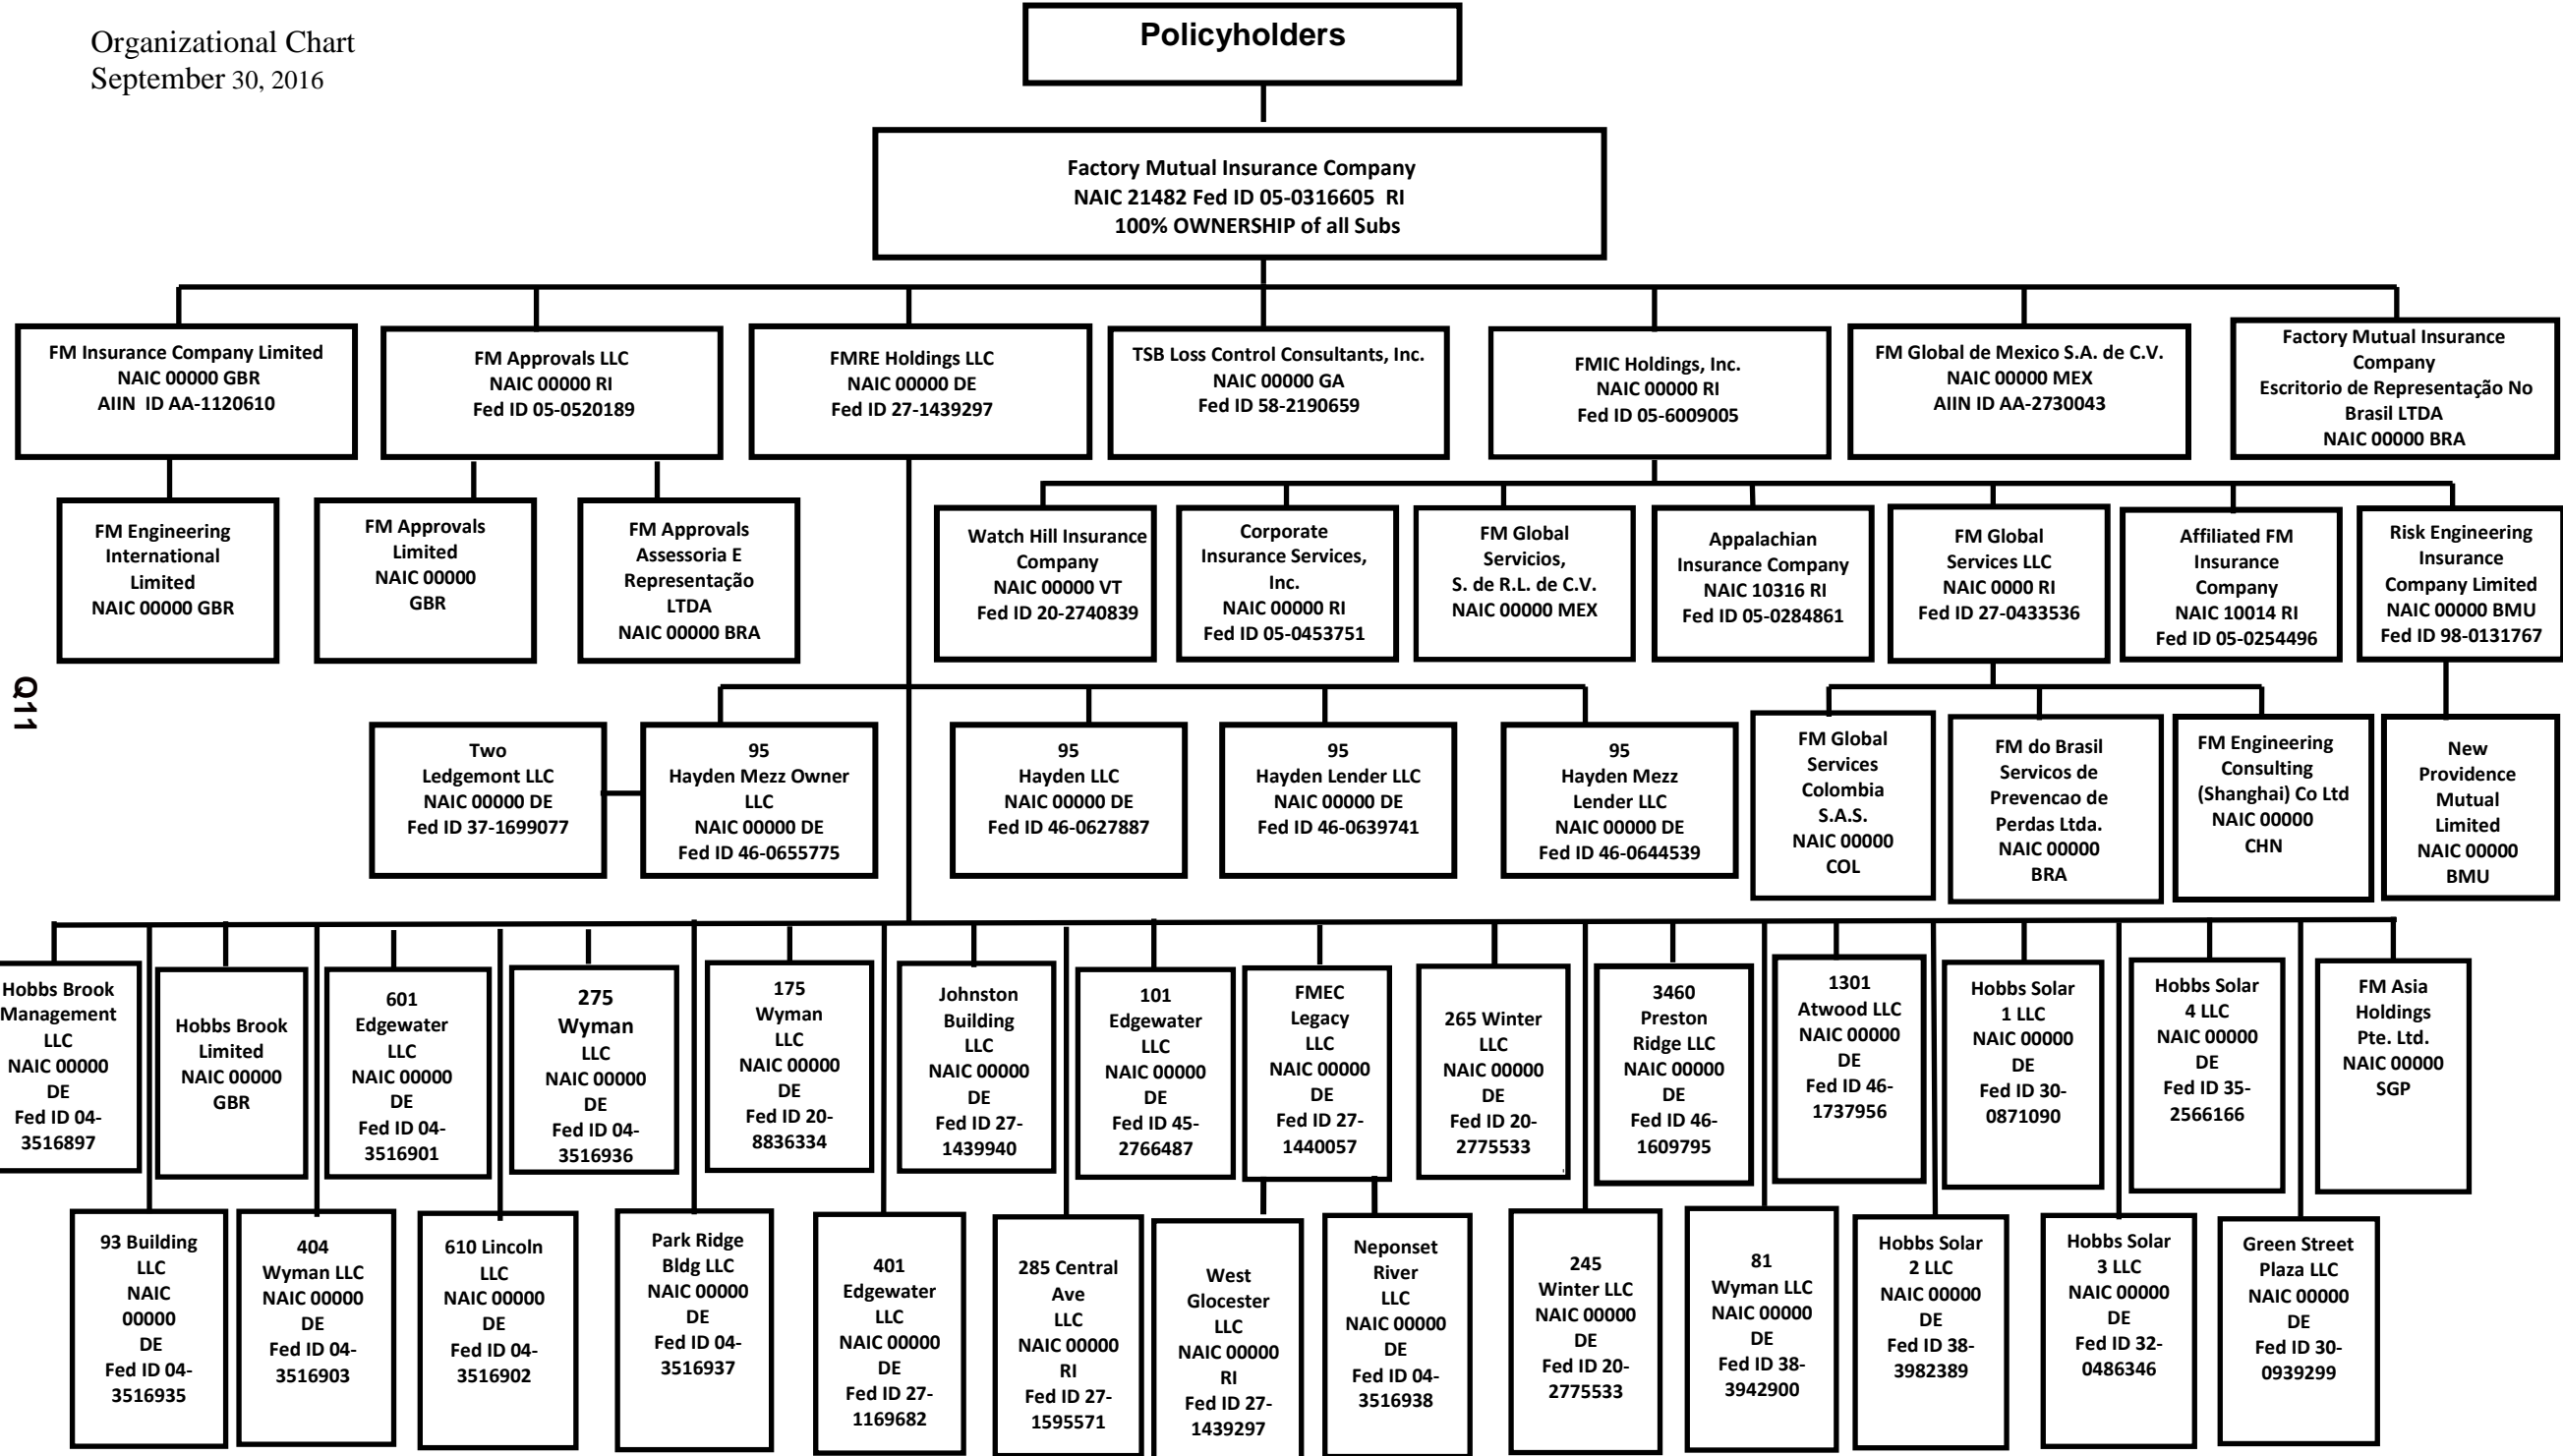 Organizational Chart
September 30, 2016
Policyholders
Factory Mutual Insurance Company
NAIC 21482 Fed ID 05-0316605 RI
100% OWNERSHIP of all Subs
FM Insurance Company Limited
NAIC 00000 GBR
AIIN ID AA-1120610
FM Approvals LLC
NAIC 00000 RI
Fed ID 05-0520189
FMRE Holdings LLC
NAIC 00000 DE
Fed ID 27-1439297
TSB Loss Control Consultants, Inc.
NAIC 00000 GA
Fed ID 58-2190659
FMIC Holdings, Inc.
NAIC 00000 RI
Fed ID 05-6009005
FM Global de Mexico S.A. de C.V.
NAIC 00000 MEX
AIIN ID AA-2730043
Factory Mutual Insurance
Company
Escritorio de Representação No
Brasil LTDA
NAIC 00000 BRA
FM Engineering
International
Limited
NAIC 00000 GBR
FM Approvals
Limited
NAIC 00000
GBR
FM Approvals
Assessoria E
Representação
LTDA
NAIC 00000 BRA
Watch Hill Insurance
Company
NAIC 00000 VT
Fed ID 20-2740839
Corporate
Insurance Services,
Inc.
NAIC 00000 RI
Fed ID 05-0453751
FM Global
Servicios,
S. de R.L. de C.V.
NAIC 00000 MEX
Appalachian
Insurance Company
NAIC 10316 RI
Fed ID 05-0284861
FM Global
Services LLC
NAIC 0000 RI
Fed ID 27-0433536
Affiliated FM
Insurance
Company
NAIC 10014 RI
Fed ID 05-0254496
Risk Engineering
Insurance
Company Limited
NAIC 00000 BMU
Fed ID 98-0131767
Q11
Two
Ledgemont LLC
NAIC 00000 DE
Fed ID 37-1699077
95
Hayden Mezz Owner
LLC
NAIC 00000 DE
Fed ID 46-0655775
95
Hayden LLC
NAIC 00000 DE
Fed ID 46-0627887
95
Hayden Lender LLC
NAIC 00000 DE
Fed ID 46-0639741
95
Hayden Mezz
Lender LLC
NAIC 00000 DE
Fed ID 46-0644539
FM Global
Services
Colombia
S.A.S.
NAIC 00000
COL
FM do Brasil
Servicos de
Prevencao de
Perdas Ltda.
NAIC 00000
BRA
FM Engineering
Consulting
(Shanghai) Co Ltd
NAIC 00000
CHN
New
Providence
Mutual
Limited
NAIC 00000
BMU
Hobbs Brook
Management
LLC
NAIC 00000
DE
Fed ID 04-
3516897
Hobbs Brook
Limited
NAIC 00000
GBR
601
Edgewater
LLC
NAIC 00000
DE
Fed ID 04-
3516901
275
Wyman
LLC
NAIC 00000
DE
Fed ID 04-
3516936
175
Wyman
LLC
NAIC 00000
DE
Fed ID 20-
8836334
Johnston
Building
LLC
NAIC 00000
DE
Fed ID 27-
1439940
101
Edgewater
LLC
NAIC 00000
DE
Fed ID 45-
2766487
FMEC
Legacy
LLC
NAIC 00000
DE
Fed ID 27-
1440057
265 Winter
LLC
NAIC 00000
DE
Fed ID 20-
2775533
3460
Preston
Ridge LLC
NAIC 00000
DE
Fed ID 46-
1609795
1301
Atwood LLC
NAIC 00000
DE
Fed ID 46-
1737956
Hobbs Solar
1 LLC
NAIC 00000
DE
Fed ID 30-
0871090
Hobbs Solar
4 LLC
NAIC 00000
DE
Fed ID 35-
2566166
FM Asia
Holdings
Pte. Ltd.
NAIC 00000
SGP
93 Building
LLC
NAIC
00000
DE
Fed ID 04-
3516935
404
Wyman LLC
NAIC 00000
DE
Fed ID 04-
3516903
610 Lincoln
LLC
NAIC 00000
DE
Fed ID 04-
3516902
Park Ridge
Bldg LLC
NAIC 00000
DE
Fed ID 04-
3516937
401
Edgewater
LLC
NAIC 00000
DE
Fed ID 27-
1169682
285 Central
Ave
LLC
NAIC 00000
RI
Fed ID 27-
1595571
West
Glocester
LLC
NAIC 00000
RI
Fed ID 27-
1439297
Neponset
River
LLC
NAIC 00000
DE
Fed ID 04-
3516938
245
Winter LLC
NAIC 00000
DE
Fed ID 20-
2775533
81
Wyman LLC
NAIC 00000
DE
Fed ID 38-
3942900
Hobbs Solar
2 LLC
NAIC 00000
DE
Fed ID 38-
3982389
Hobbs Solar
3 LLC
NAIC 00000
DE
Fed ID 32-
0486346
Green Street
Plaza LLC
NAIC 00000
DE
Fed ID 30-
0939299